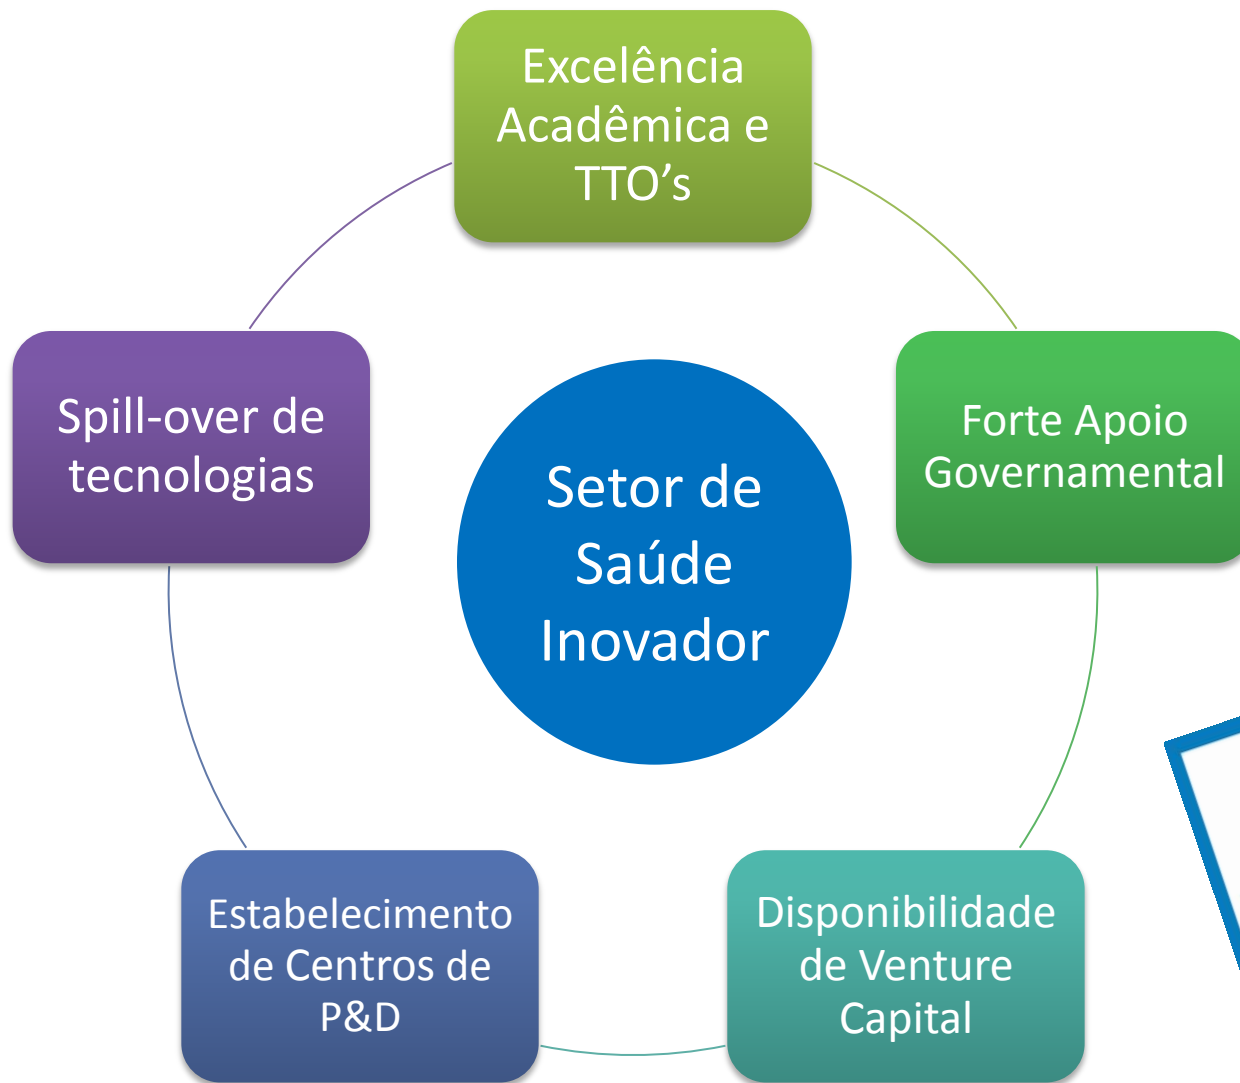 Excelência
Acadêmica e
TTO’s
Spill-over de
tecnologias
Forte Apoio
Governamental
Setor de
Saúde
Inovador
Estabelecimento
de Centros de
P&D
Disponibilidade
de Venture
Capital